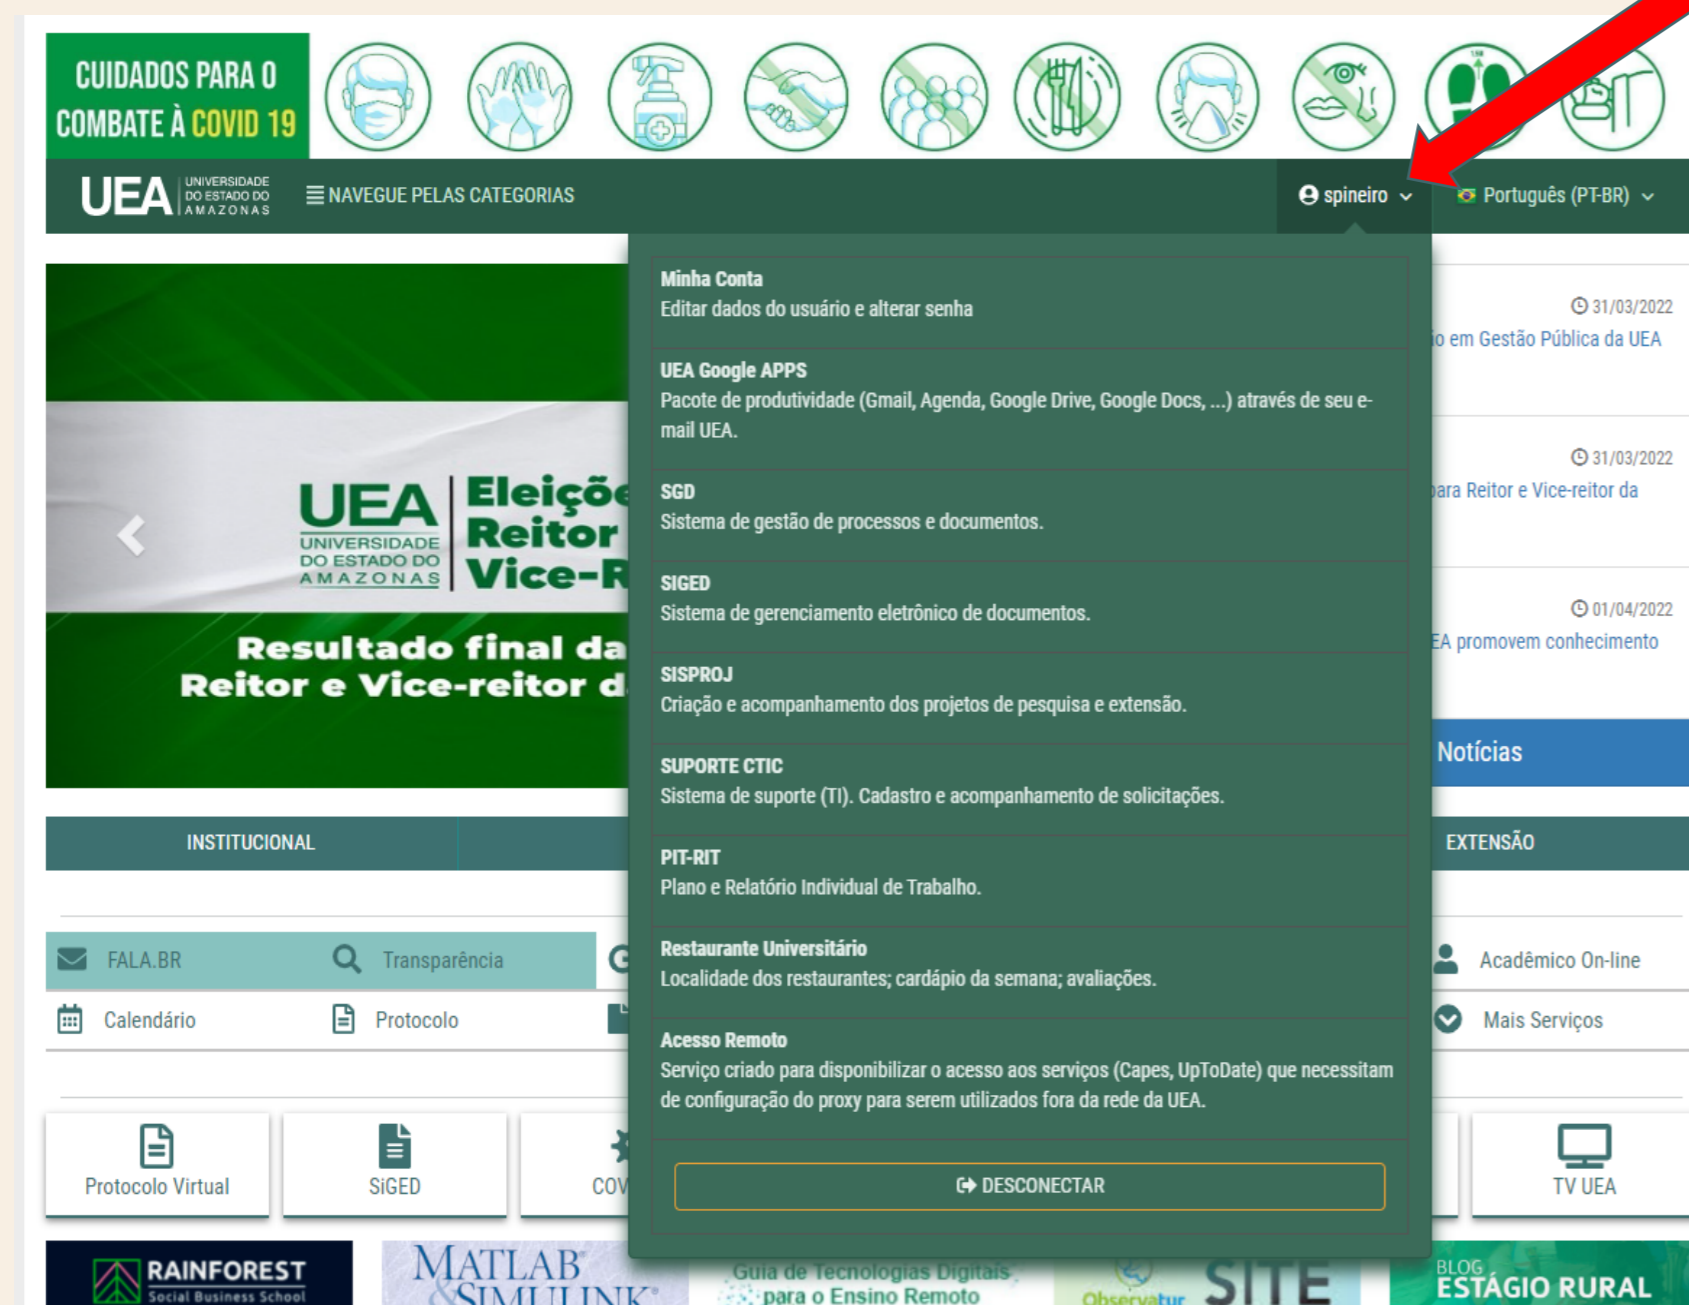 CUIDADOS PARA O
COMBATE À COVID 19
UEA UNIVERSIDADE
DO ESTADO DO
AMAZONAS
NAVEGUE PELAS CATEGORIAS
spineiro
Português (PT-BR)
Minha Conta
Editar dados do usuário e alterar senha
UEA Google APPS
Pacote de produtividade (Gmail, Agenda, Google Drive, Google Docs, ...) através de seu e-
mail UEA.
SGD
Sistema de gestão de processos e documentos.
SIGED
Sistema de gerenciamento eletrônico de documentos.
SISPROJ
Criação e acompanhamento dos projetos de pesquisa e extensão.
SUPORTE CTIC
Sistema de suporte (TI). Cadastro e acompanhamento de solicitações.
PIT-RIT
Plano e Relatório Individual de Trabalho.
Restaurante Universitário
Localidade dos restaurantes; cardápio da semana; avaliações.
Acesso Remoto
Serviço criado para disponibilizar o acesso aos serviços (Capes, UpToDate) que necessitam
de configuração do proxy para serem utilizados fora da rede da UEA.
DESCONECTAR
UEA
UNIVERSIDADE
DO ESTADO DO
AMAZONAS
Reitor
Resultado final da
Reitor e Vice-reitor
31/03/2022
em Gestão Pública da UEA
31/03/2022
para Reitor e Vice-reitor da
01/04/2022
promovem conhecimento
Notícias
INSTITUCIONAL
EXTENSÃO
FALA.BR
Transparência
Acadêmico On-line
Calendário
Protocolo
Mais Serviços
Protocolo Virtual
SiGED
TV UEA
RAINFOREST
Social Business School
MATLAB
&SIMULINK
Guia de Tecnologias Digitais
para o Ensino Remoto
Observatur
SITE
BLOG
ESTÁGIO RURAL